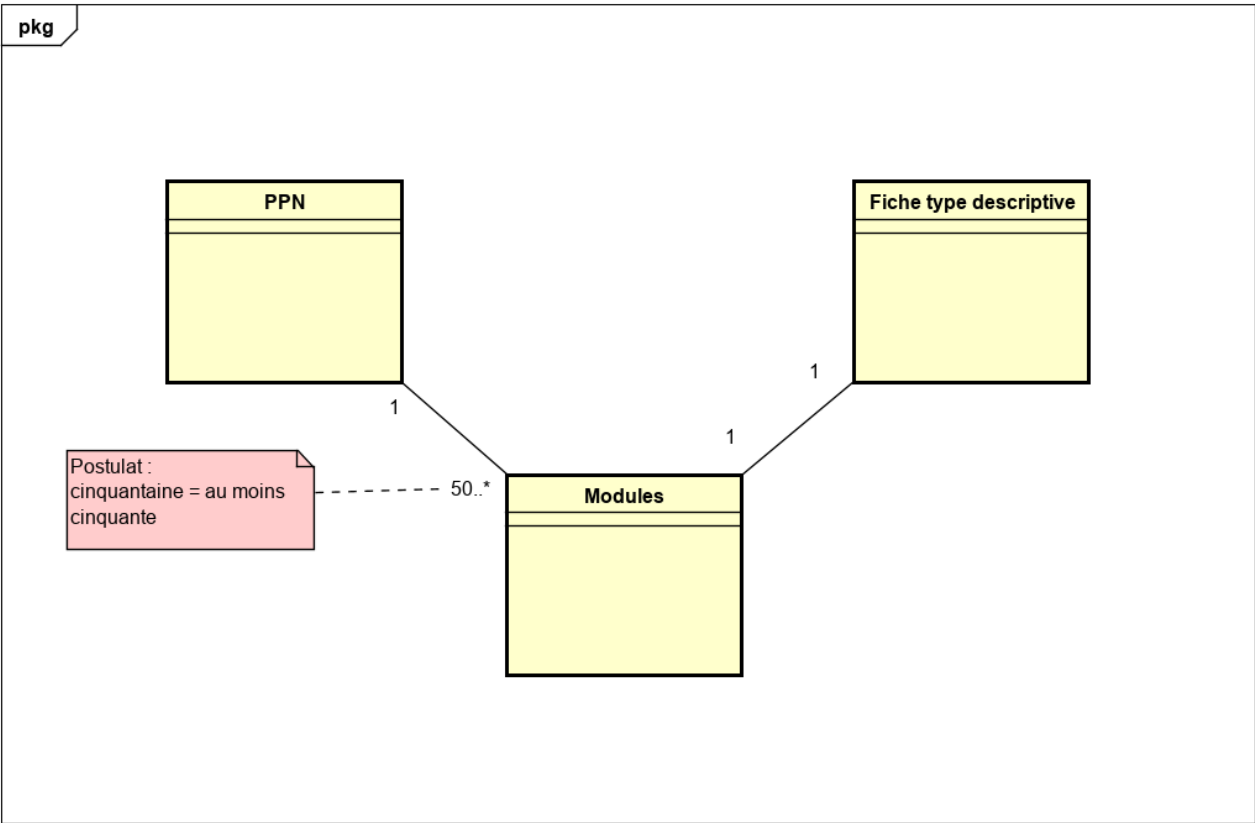 pkg
PPN
Fiche type descriptive
1
1
1
Postulat :
cinquantaine = au moins
cinquante
50..*
Modules